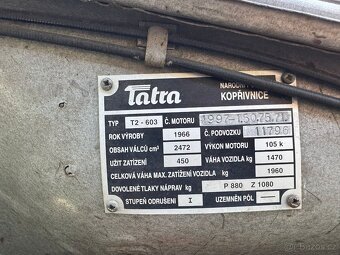 Tatra NÁRODNÍ
KOPŘIVNICE
TYP T2 - 603 Č. MOTORU
ROK VÝROBY 1966 Č. PODVOZKU 11796
OBSAH VÁLCŮ cm³ 2472 VÝKON MOTORU 105 k
UŽIT ZATÍŽENÍ 450 VÁHA VOZIDLA kg 1470
CELKOVÁ VÁHA MAX. ZATÍŽENÍ VOZIDLA kg 1960
DOVOLENÉ TLAKY NÁPRAV kg P 880 Z 1080
STUPEŇ ODRUŠENÍ I UZEMNĚN PÓL —